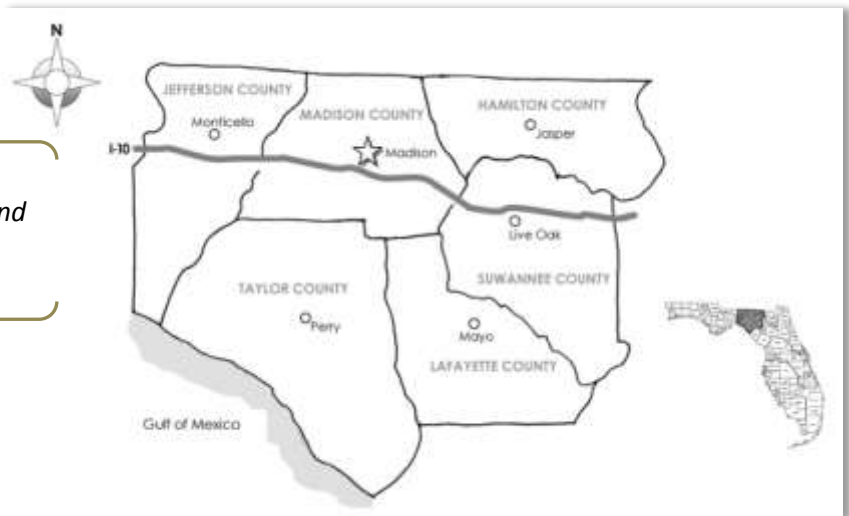 N
JEFFERSON COUNTY
Monticello
MADISON COUNTY
HAMILTON COUNTY
Jasper
I-10
Madison
nd
Live Oak
SUWANNEE COUNTY
TAYLOR COUNTY
Perry
Mayo
LAFAYETTE COUNTY
Gulf of Mexico